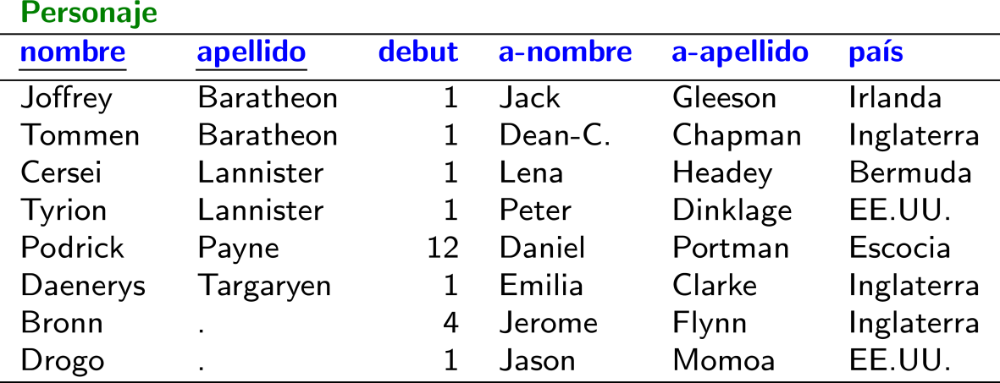 Personaje
nombre apellido debut a-nombre a-apellido país
Joffrey Baratheon 1 Jack Gleeson Irlanda
Tommen Baratheon 1 Dean-C. Chapman Inglaterra
Cersei Lannister 1 Lena Headey Bermuda
Tyrion Lannister 1 Peter Dinklage EE.UU.
Podrick Payne 12 Daniel Portman Escocia
Daenerys Targaryen 1 Emilia Clarke Inglaterra
Bronn . 4 Jerome Flynn Inglaterra
Drogo . 1 Jason Momoa EE.UU.